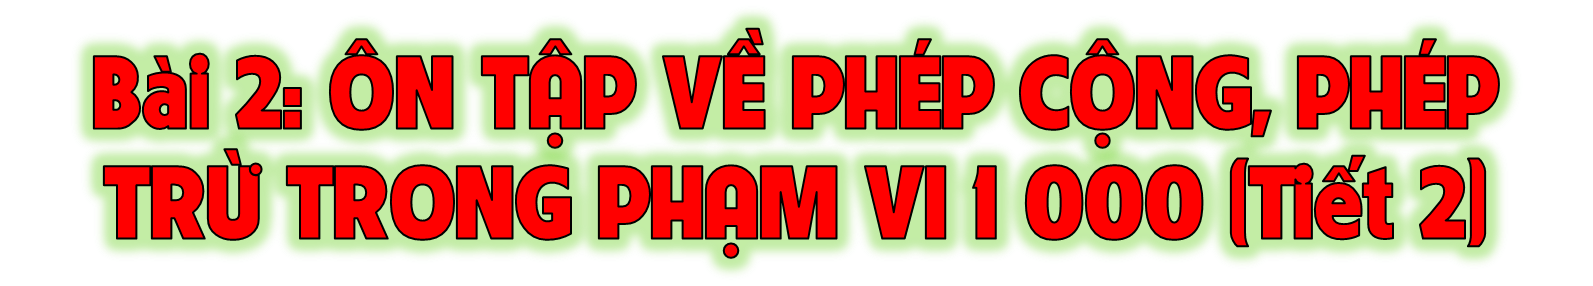 Bài 2: ÔN TẬP VỀ PHÉP CỘNG, PHÉP
TRỪ TRONG PHẠM VI 1 000 (Tiết 2)